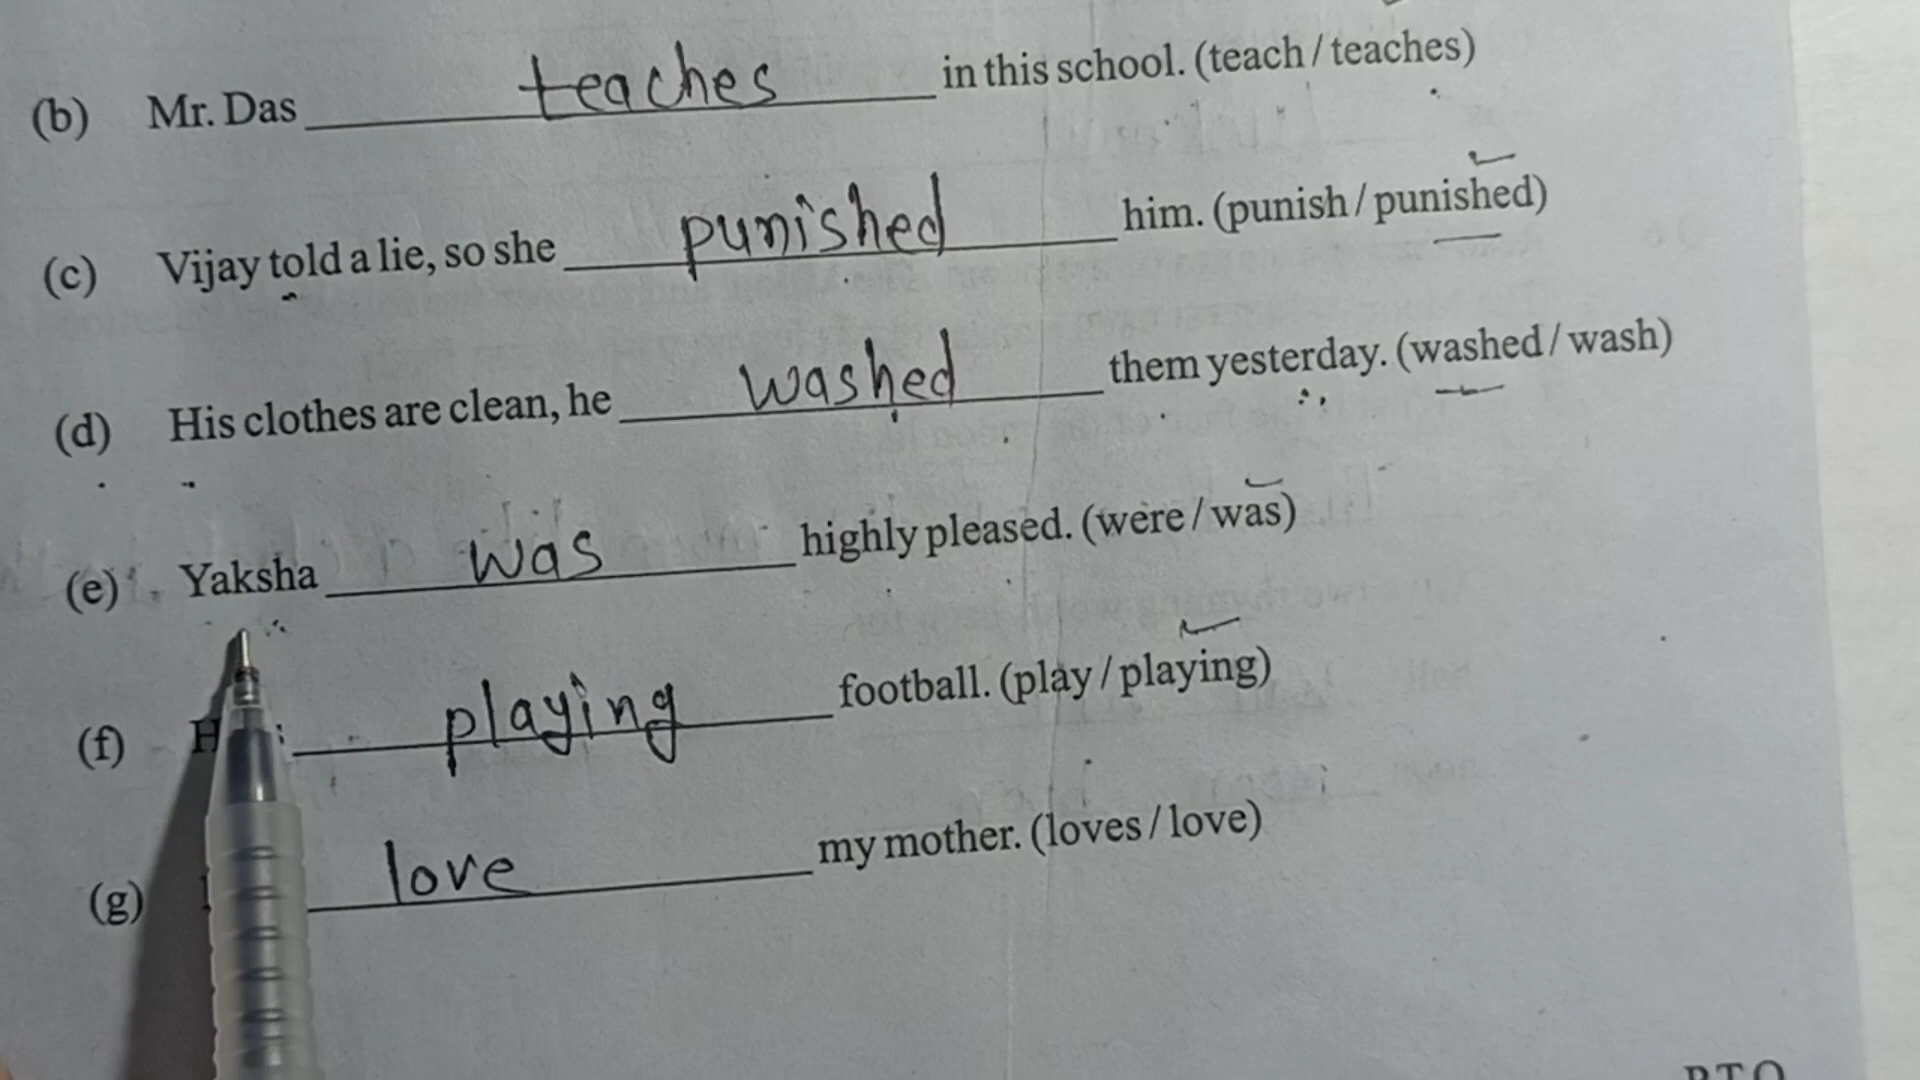 (b) Mr. Das teaches in this school. (teach / teaches)
(c) Vijay told a lie, so she punished him. (punish / punished)
(d) His clothes are clean, he washed them yesterday. (washed / wash)
(e) Yaksha was highly pleased. (were / was)
(f) playing football. (play / playing)
(g) love my mother. (loves / love)